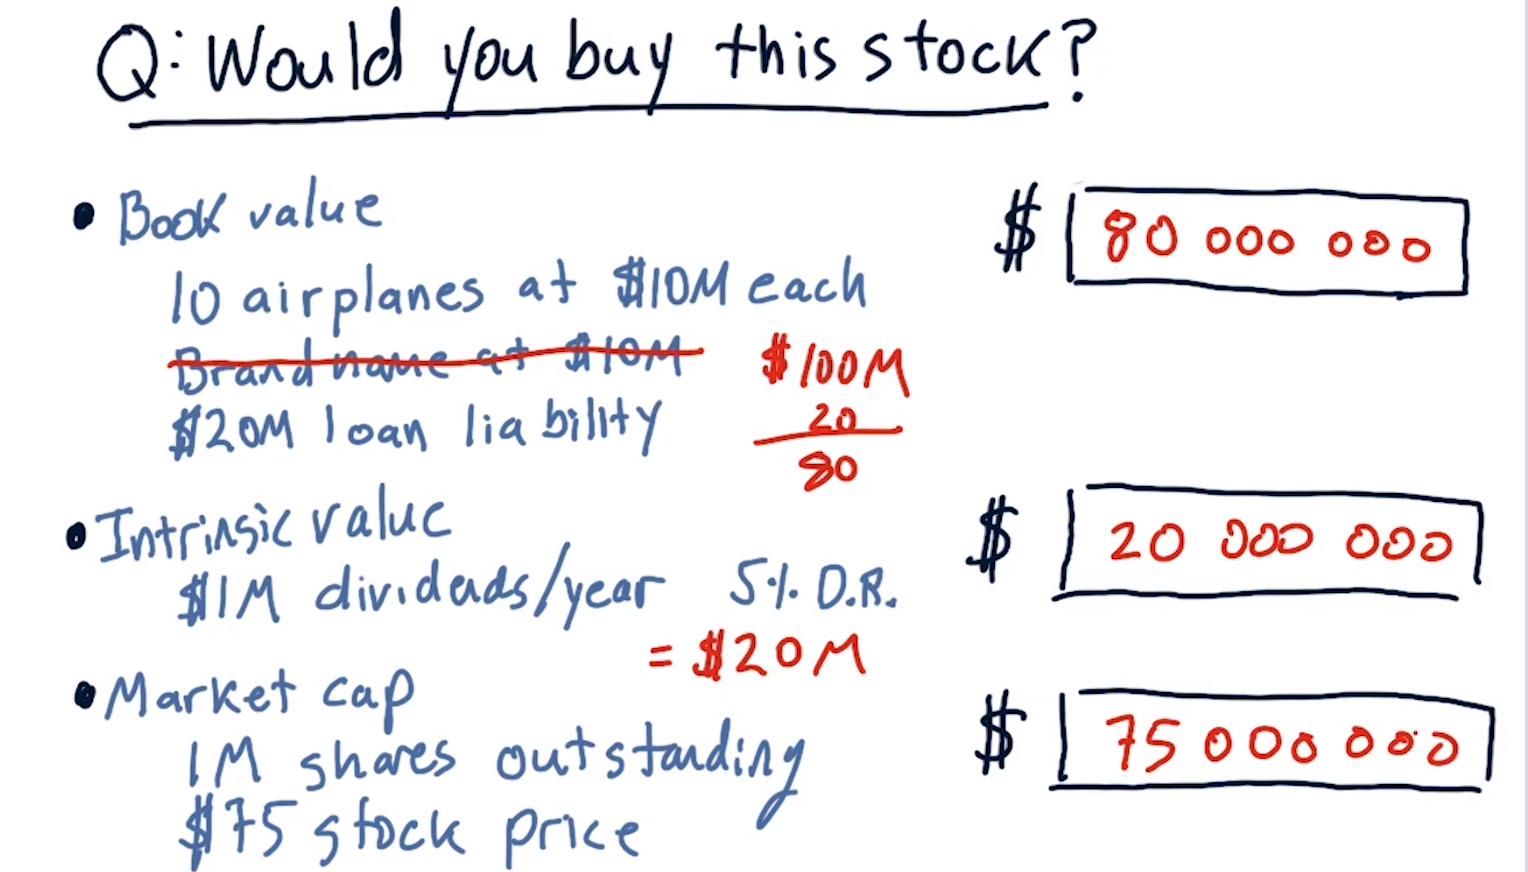 Q: Would you buy this stock?
• Book value
$ 80 000 000
10 airplanes at $10M each
Brand name at $10M
$100M
$20M loan liability
20
80
• Intrinsic value
$ 20 000 000
$1M dividends/year 5% D.R.
= $20M
• Market cap
$ 75 000 000
1M shares outstanding
$75 stock price